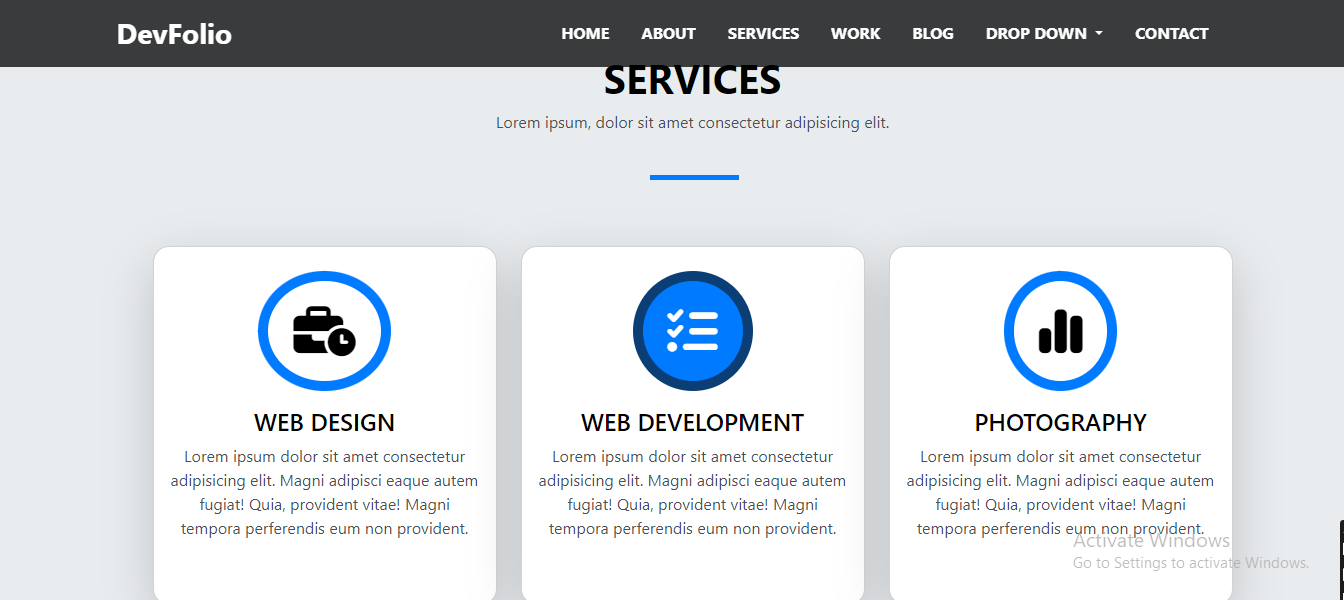 DevFolio
HOME ABOUT SERVICES WORK BLOG DROP DOWN CONTACT
SERVICES
Lorem ipsum, dolor sit amet consectetur adipisicing elit.
WEB DESIGN
Lorem ipsum dolor sit amet consectetur
adipisicing elit. Magni adipisci eaque autem
fugiat! Quia, provident vitae! Magni
tempora perferendis eum non provident.
WEB DEVELOPMENT
Lorem ipsum dolor sit amet consectetur
adipisicing elit. Magni adipisci eaque autem
fugiat! Quia, provident vitae! Magni
tempora perferendis eum non provident.
PHOTOGRAPHY
Lorem ipsum dolor sit amet consectetur
adipisicing elit. Magni adipisci eaque autem
fugiat! Quia, provident vitae! Magni
tempora perferendis eum non provident.
Activate Windows
Go to Settings to activate Windows.